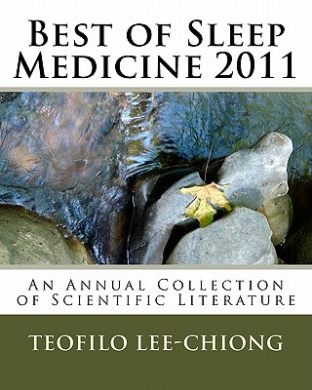 Best of Sleep
Medicine 2011
An Annual Collection
of Scientific Literature
Teofilo Lee-Chiong